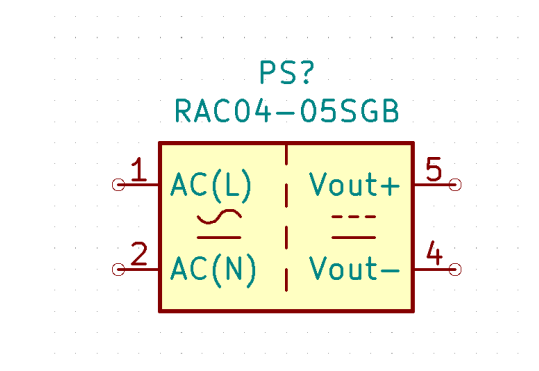 PS?
RAC04-05SGB
1 AC(L) Vout+ 5
2 AC(N) Vout- 4